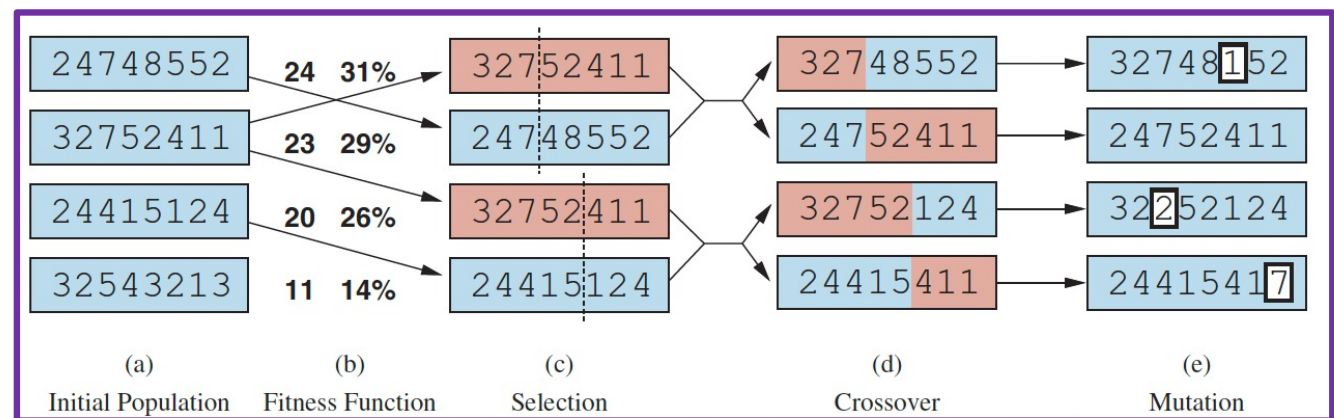 24748552 24 31% 32752411 32748552 32748152
32752411 23 29% 24748552 24752411 24752411
24415124 20 26% 32752411 32752124 32252124
32543213 11 14% 24415124 24415411 24415417
(a) (b) (c) (d) (e)
Initial Population Fitness Function Selection Crossover Mutation